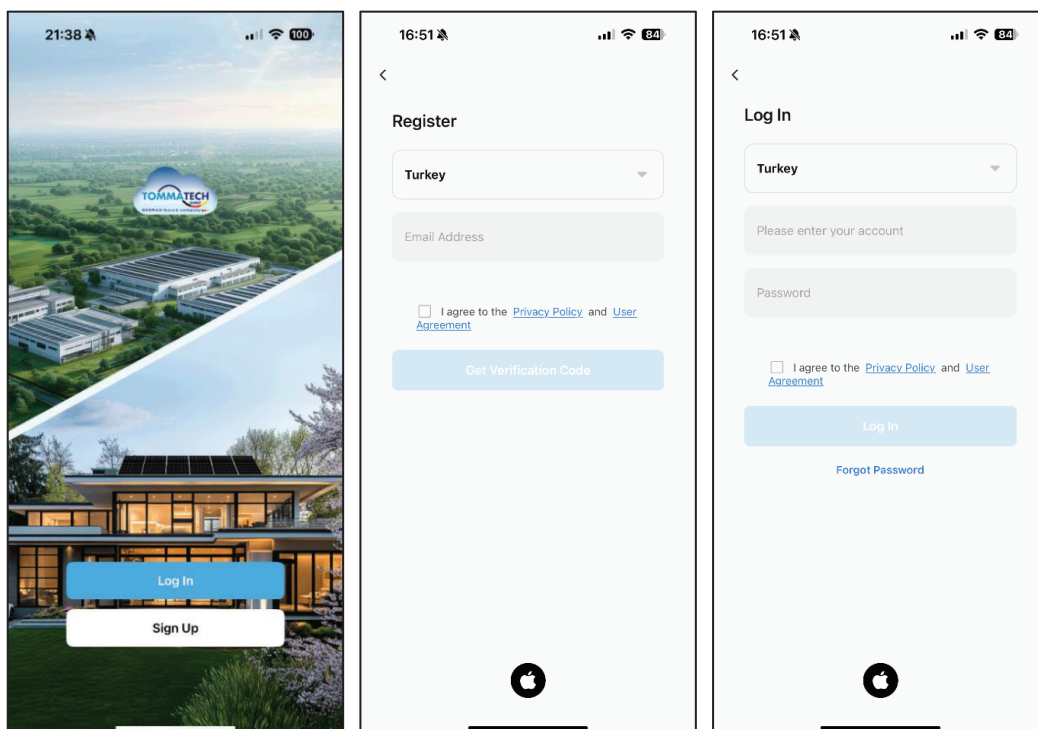 21:38
100
TOMMATECH
Log In
Sign Up
16:51
84
Register
Turkey
Email Address
I agree to the Privacy Policy and User
Agreement
Get Verification Code
16:51
84
Log In
Turkey
Please enter your account
Password
I agree to the Privacy Policy and User
Agreement
Log In
Forgot Password